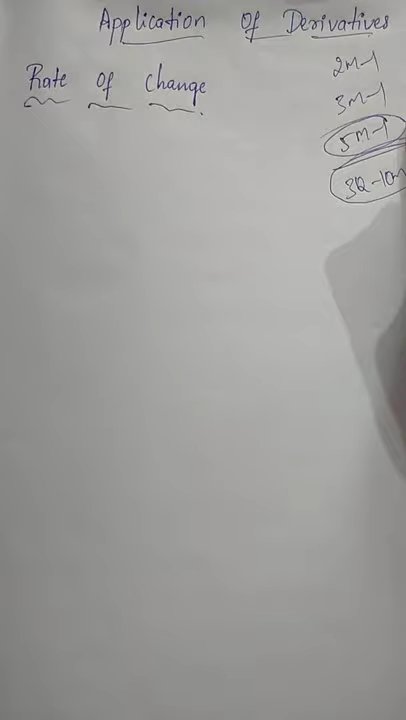 Application Of Derivatives
Rate Of Change
2M-1
3M-1
5M-1
3Q-10m